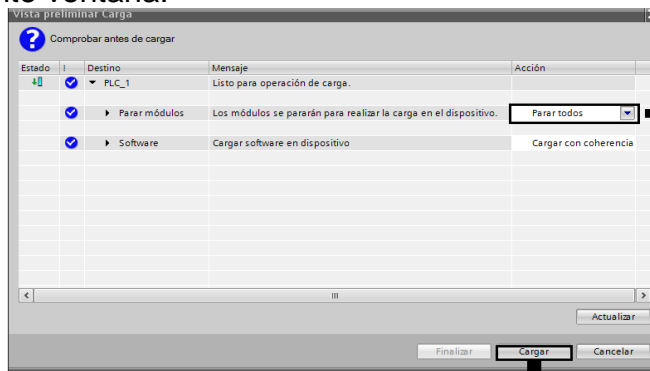 ventana.
Vista preliminar Carga
? Comprobar antes de cargar
Estado ! Destino Mensaje Acción
PLC_1 Listo para operación de carga.
Parar módulos Los módulos se pararán para realizar la carga en el dispositivo. Parar todos
Software Cargar software en dispositivo Cargar con coherencia
Actualizar
Finalizar Cargar Cancelar